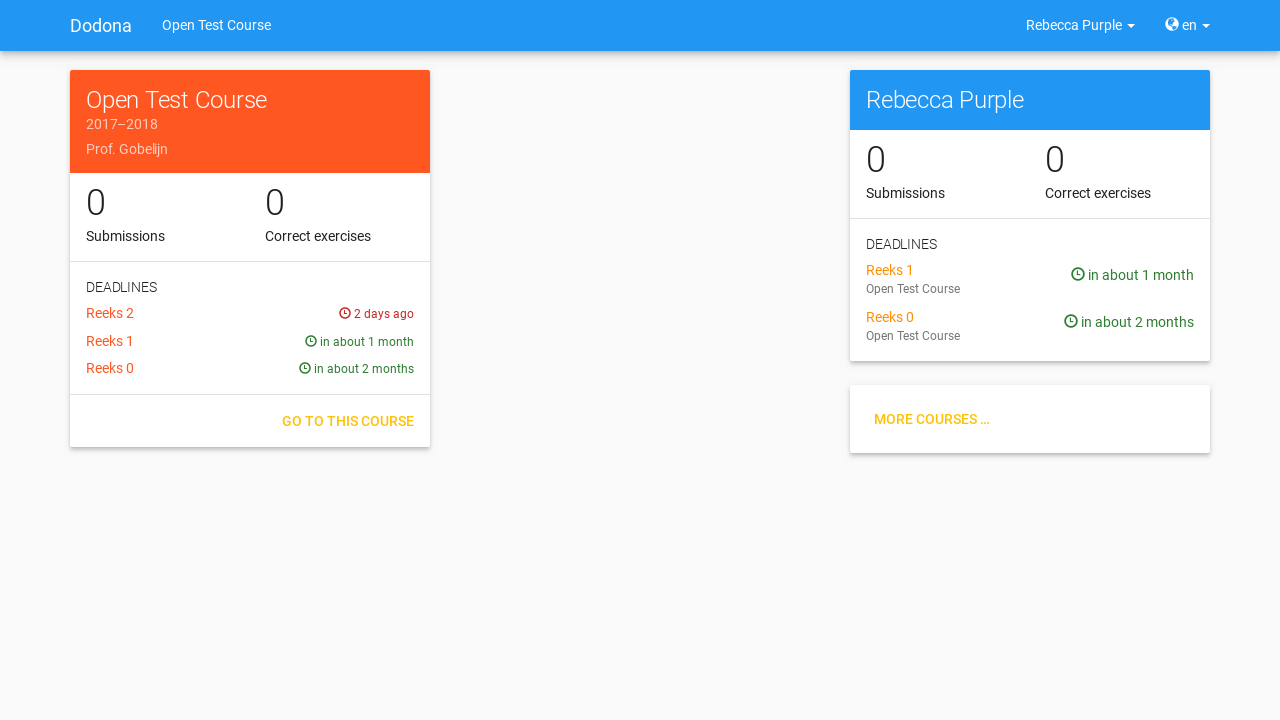 Dodona
Open Test Course
Rebecca Purple
en
Open Test Course
2017–2018
Prof. Gobelijn
0
Submissions
0
Correct exercises
DEADLINES
Reeks 2
2 days ago
Reeks 1
in about 1 month
Reeks 0
in about 2 months
GO TO THIS COURSE
Rebecca Purple
0
Submissions
0
Correct exercises
DEADLINES
Reeks 1
Open Test Course
in about 1 month
Reeks 0
Open Test Course
in about 2 months
MORE COURSES ...